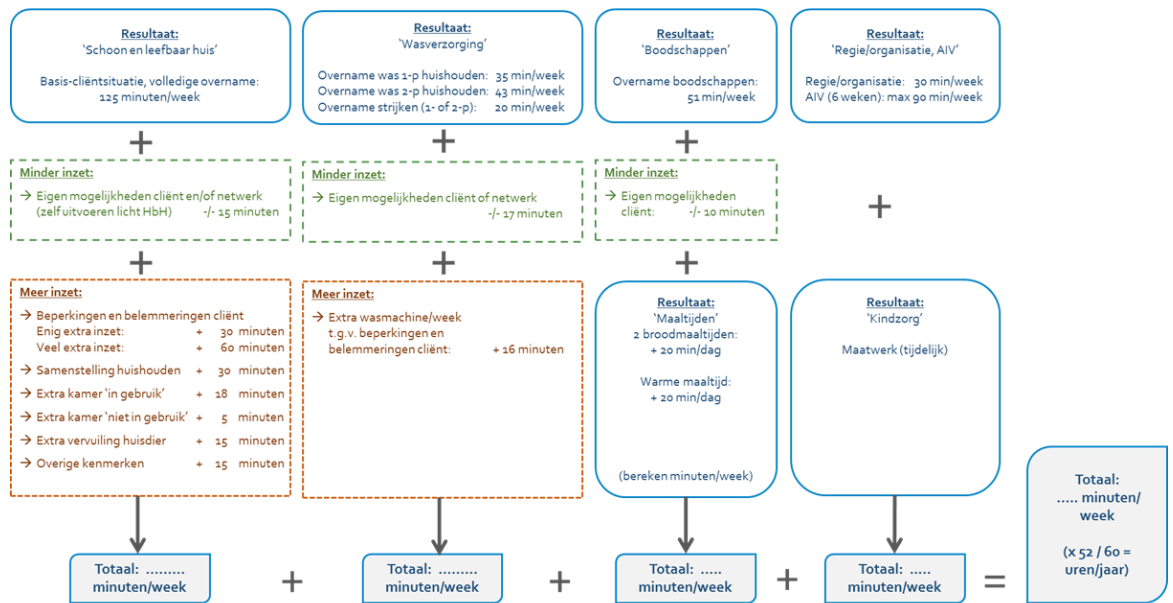 Resultaat:
‘Schoon en leefbaar huis’
Basis-cliëntsituatie, volledige overname:
125 minuten/week
+
Minder inzet:
→ Eigen mogelijkheden cliënt en/of netwerk
(zelf uitvoeren licht HbH) -/- 15 minuten
+
Meer inzet:
→ Beperkingen en belemmeringen cliënt
Enig extra inzet: + 30 minuten
Veel extra inzet: + 60 minuten
→ Samenstelling huishouden + 30 minuten
→ Extra kamer ‘in gebruik’ + 18 minuten
→ Extra kamer ‘niet in gebruik’ + 5 minuten
→ Extra vervuiling huisdier + 15 minuten
→ Overige kenmerken + 15 minuten
Totaal: .........
minuten/week
+
Resultaat:
‘Wasverzorging’
Overname was 1-p huishouden: 35 min/week
Overname was 2-p huishouden: 43 min/week
Overname strijken (1- of 2-p): 20 min/week
+
Minder inzet:
→ Eigen mogelijkheden cliënt of netwerk
-/- 17 minuten
+
Meer inzet:
→ Extra wasmachine/week
t.g.v. beperkingen en
belemmeringen cliënt: + 16 minuten
Totaal: .........
minuten/week
+
Resultaat:
‘Boodschappen’
Overname boodschappen:
51 min/week
+
Minder inzet:
→ Eigen mogelijkheden
cliënt: -/- 10 minuten
+
Resultaat:
‘Maaltijden’
2 broodmaaltijden:
+ 20 min/dag
Warme maaltijd:
+ 20 min/dag
(bereken minuten/week)
Totaal: .....
minuten/week
+
Resultaat:
‘Regie/organisatie, AIV’
Regie/organisatie: 30 min/week
AIV (6 weken): max 90 min/week
+
Resultaat:
‘Kindzorg’
Maatwerk (tijdelijk)
Totaal: .....
minuten/week
=
Totaal:
..... minuten/
week
(x 52 / 60 =
uren/jaar)